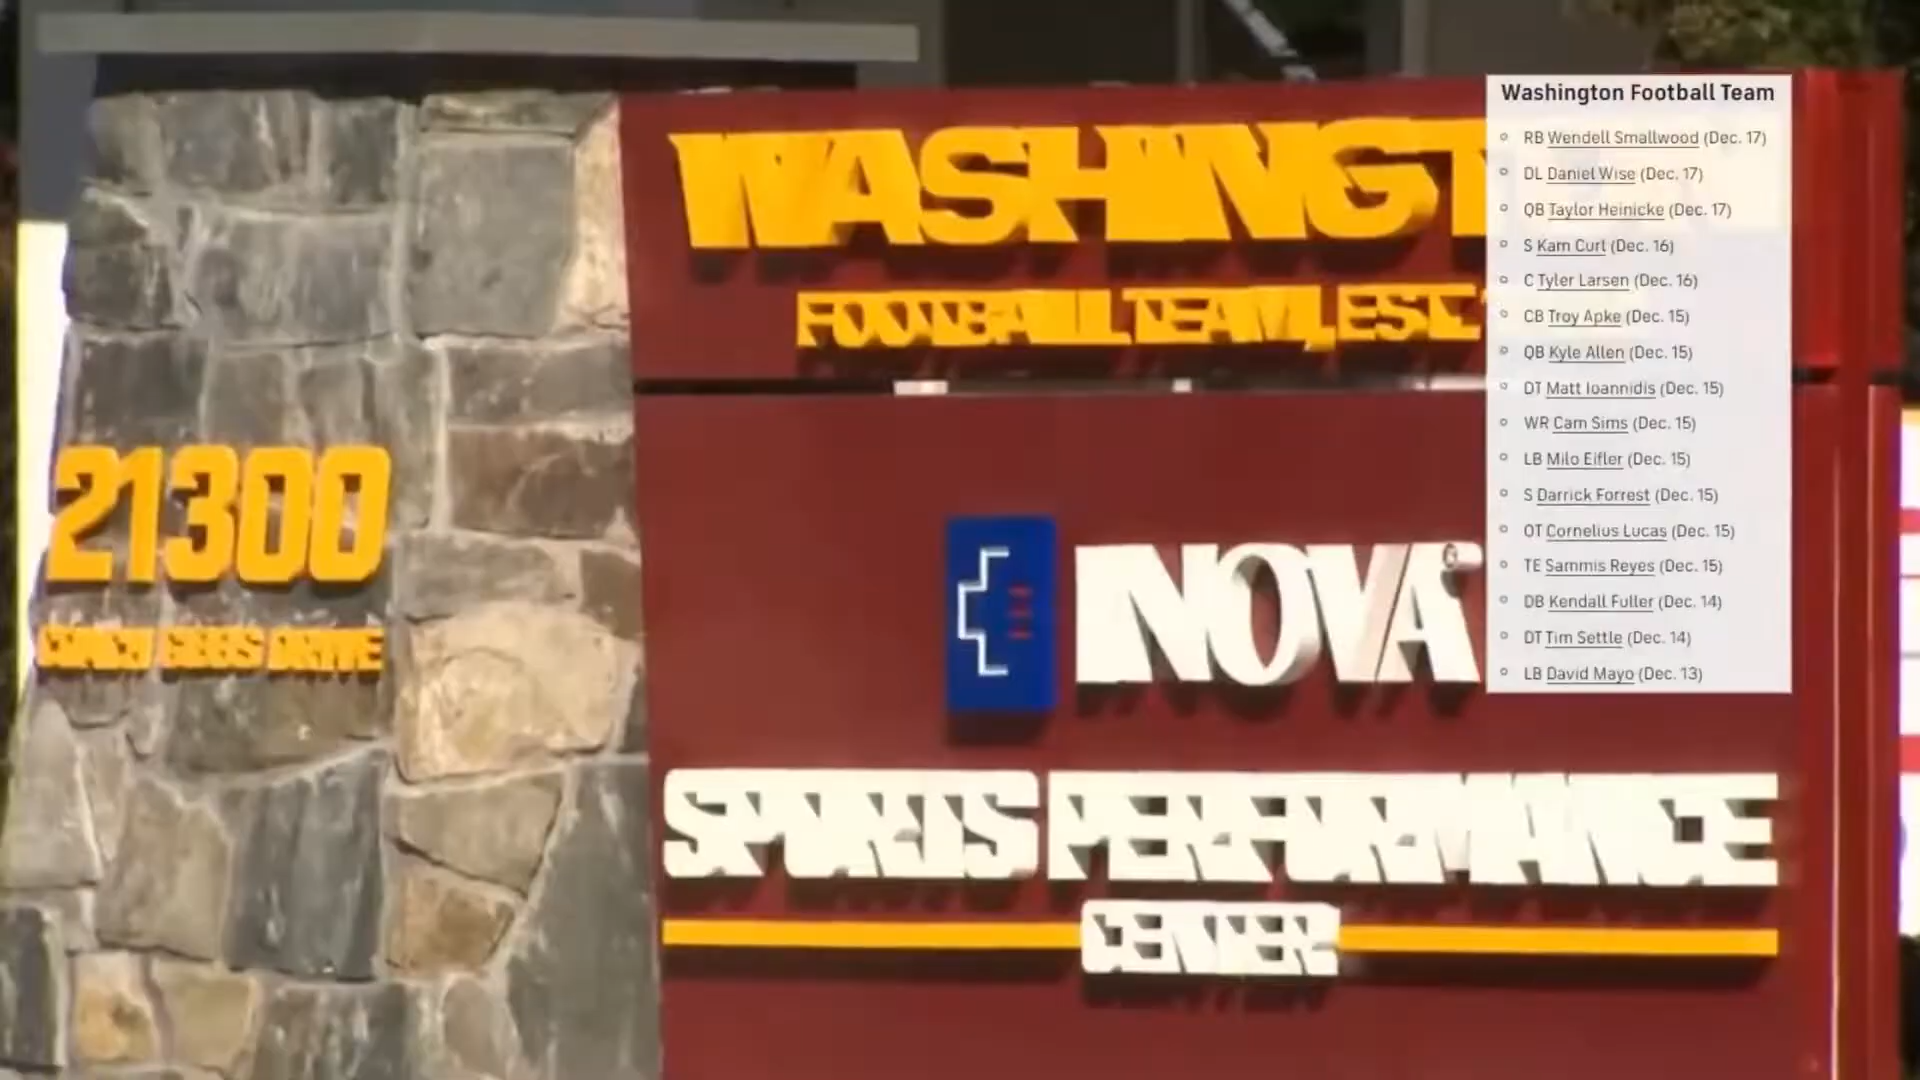 WASHINGT
FOOTBALL TEAM, EST.
21300
COACH GIBBS DRIVE
INOVA
SPORTS PERFORMANCE
CENTER
Washington Football Team
RB Wendell Smallwood (Dec. 17)
DL Daniel Wise (Dec. 17)
QB Taylor Heinicke (Dec. 17)
S Kam Curl (Dec. 16)
C Tyler Larsen (Dec. 16)
CB Troy Apke (Dec. 15)
QB Kyle Allen (Dec. 15)
DT Matt Ioannidis (Dec. 15)
WR Cam Sims (Dec. 15)
LB Milo Eifler (Dec. 15)
S Darrick Forrest (Dec. 15)
OT Cornelius Lucas (Dec. 15)
TE Sammis Reyes (Dec. 15)
DB Kendall Fuller (Dec. 14)
DT Tim Settle (Dec. 14)
LB David Mayo (Dec. 13)